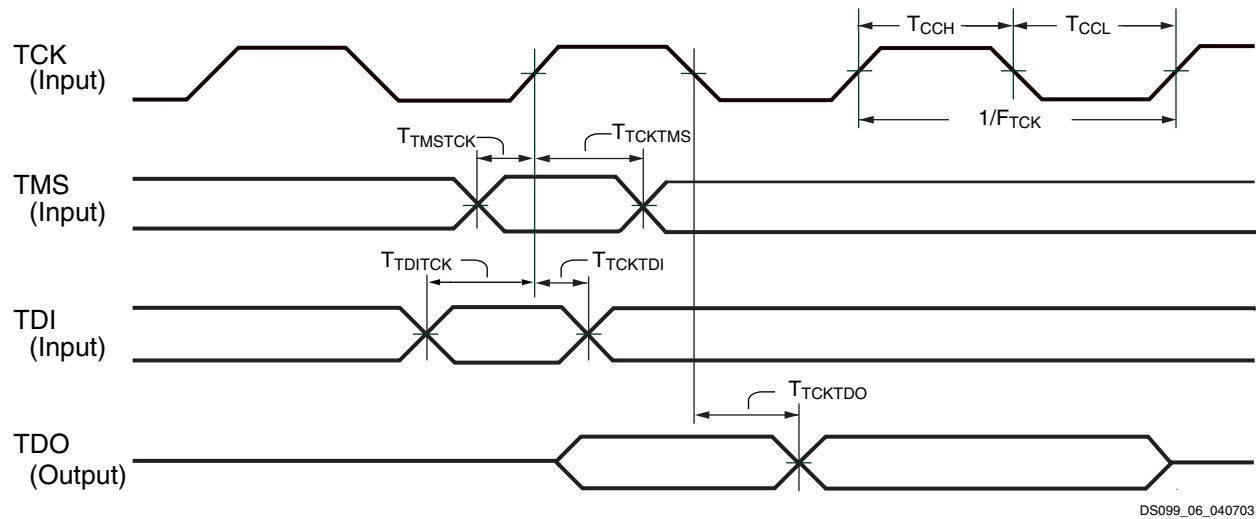 TCK
(Input)
TCCH
TCCL
1/FTCK
TTMSTCK
TTCKTMS
TMS
(Input)
TTDITCK
TTCKTDI
TDI
(Input)
TTCKTDO
TDO
(Output)
DS099_06_040703